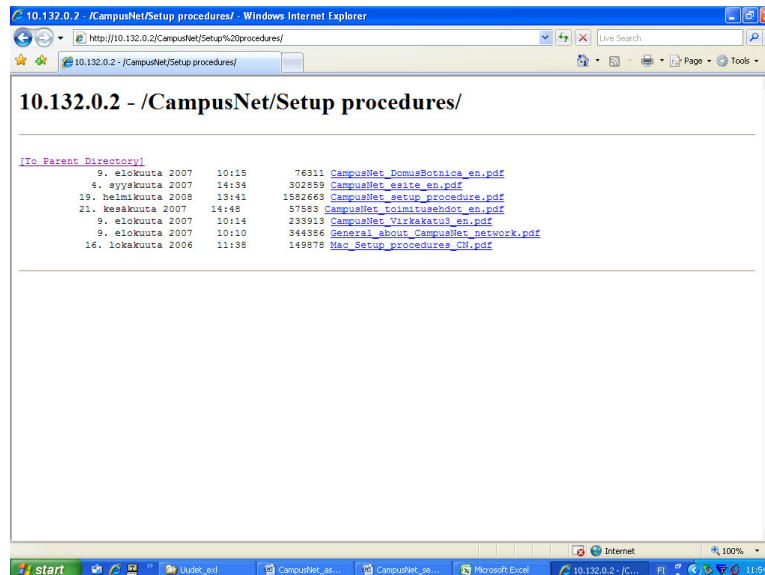 10.132.0.2 - /CampusNet/Setup procedures/ - Windows Internet Explorer
http://10.132.0.2/CampusNet/Setup%20procedures/
Live Search
10.132.0.2 - /CampusNet/Setup procedures/
Page
Tools
10.132.0.2 - /CampusNet/Setup procedures/
[To Parent Directory]
9. elokuuta 2007 10:15 76311 CampusNet_DomusBotnica_en.pdf
4. syyskuuta 2007 14:34 302859 CampusNet_esite_en.pdf
19. helmikuuta 2008 13:41 1582663 CampusNet_setup_procedure.pdf
21. kesäkuuta 2007 14:48 57583 CampusNet_toimitusehdot_en.pdf
9. elokuuta 2007 10:14 233913 CampusNet_Virkakatu3_en.pdf
9. elokuuta 2007 10:10 344386 General_about_CampusNet_network.pdf
16. lokakuuta 2006 11:38 149878 Mac_Setup_procedures_CN.pdf
Internet
100%
start
Uudet_exl
CampusNet_as...
CampusNet_se...
Microsoft Excel
10.132.0.2 - /C...
FI